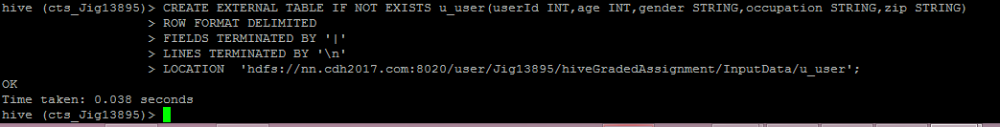 hive (cts_Jig13895)> CREATE EXTERNAL TABLE IF NOT EXISTS u_user(userId INT,age INT,gender STRING,occupation STRING,zip STRING)
> ROW FORMAT DELIMITED
> FIELDS TERMINATED BY '|'
> LINES TERMINATED BY '\n'
> LOCATION  'hdfs://nn.cdh2017.com:8020/user/Jig13895/hiveGradedAssignment/InputData/u_user';
OK
Time taken: 0.038 seconds
hive (cts_Jig13895)>